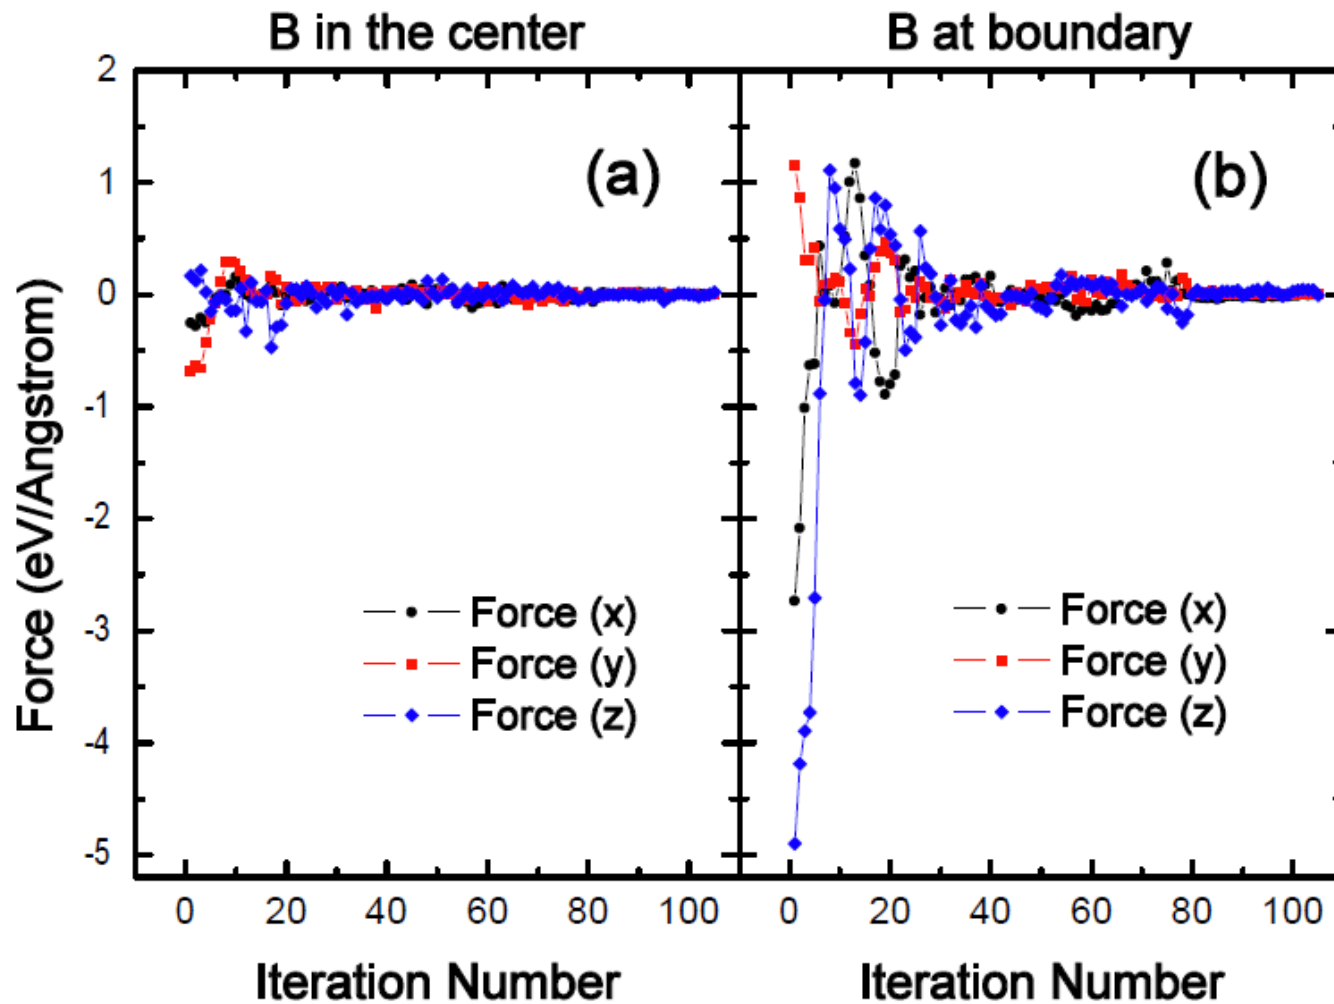 B in the center
B at boundary
2
1
0
-1
-2
-3
-4
-5
Force (eV/Angstrom)
(a)
Force (x)
Force (y)
Force (z)
0 20 40 60 80 100
Iteration Number
(b)
Force (x)
Force (y)
Force (z)
0 20 40 60 80 100
Iteration Number